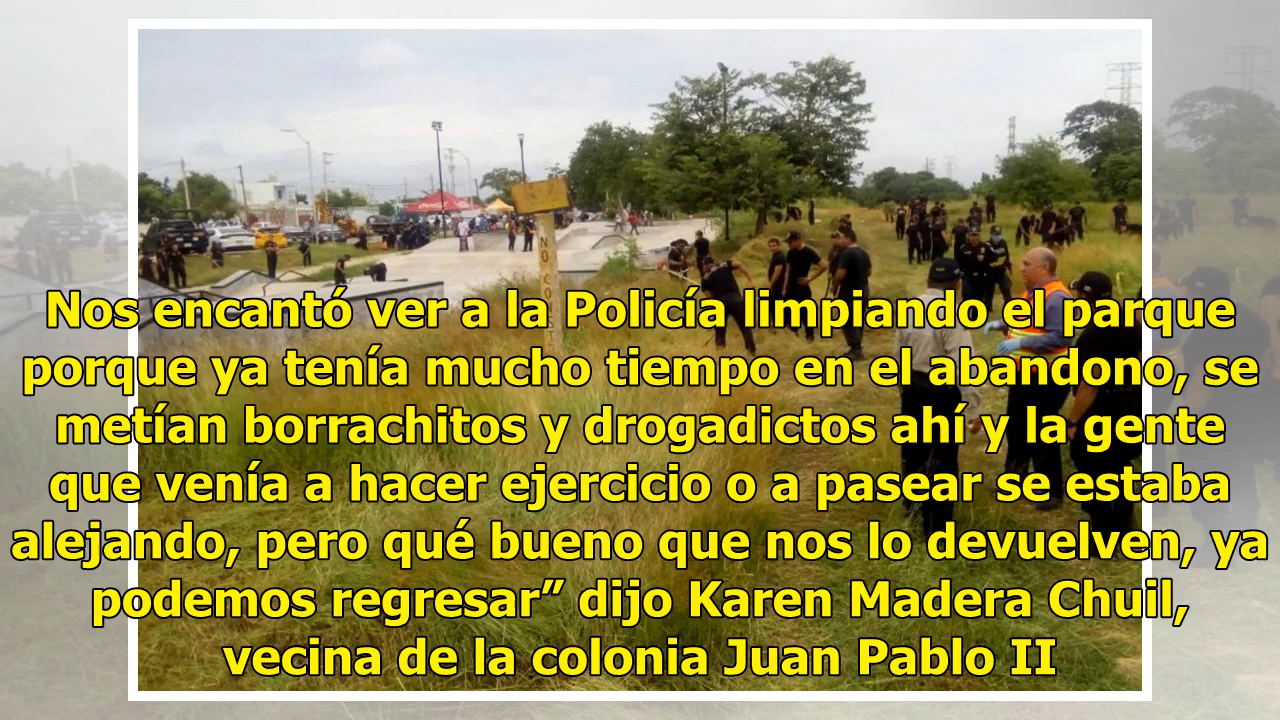 Nos encantó ver a la Policía limpiando el parque
porque ya tenía mucho tiempo en el abandono, se
metían borrachitos y drogadictos ahí y la gente
que venía a hacer ejercicio o a pasear se estaba
alejando, pero qué bueno que nos lo devuelven, ya
podemos regresar” dijo Karen Madera Chuil,
vecina de la colonia Juan Pablo II